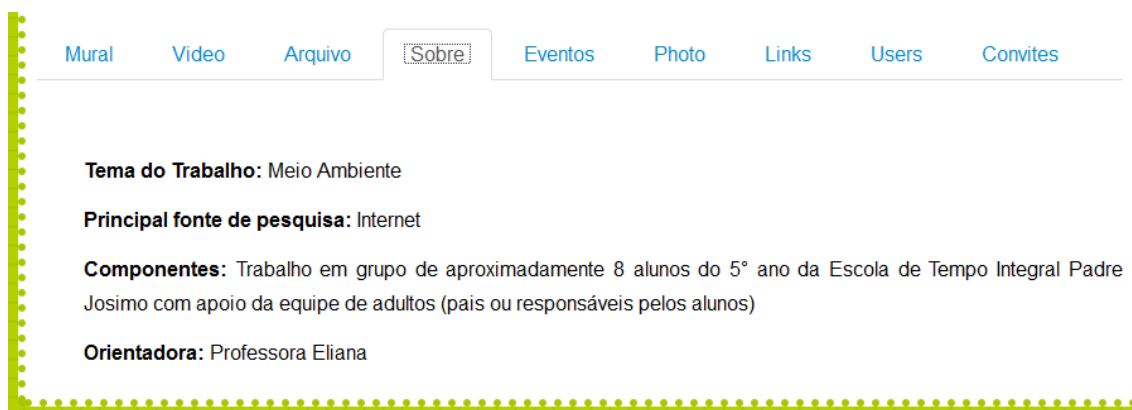 Mural Video Arquivo Sobre Eventos Photo Links Users Convites
Tema do Trabalho: Meio Ambiente
Principal fonte de pesquisa: Internet
Componentes: Trabalho em grupo de aproximadamente 8 alunos do 5° ano da Escola de Tempo Integral Padre
Josimo com apoio da equipe de adultos (pais ou responsáveis pelos alunos)
Orientadora: Professora Eliana